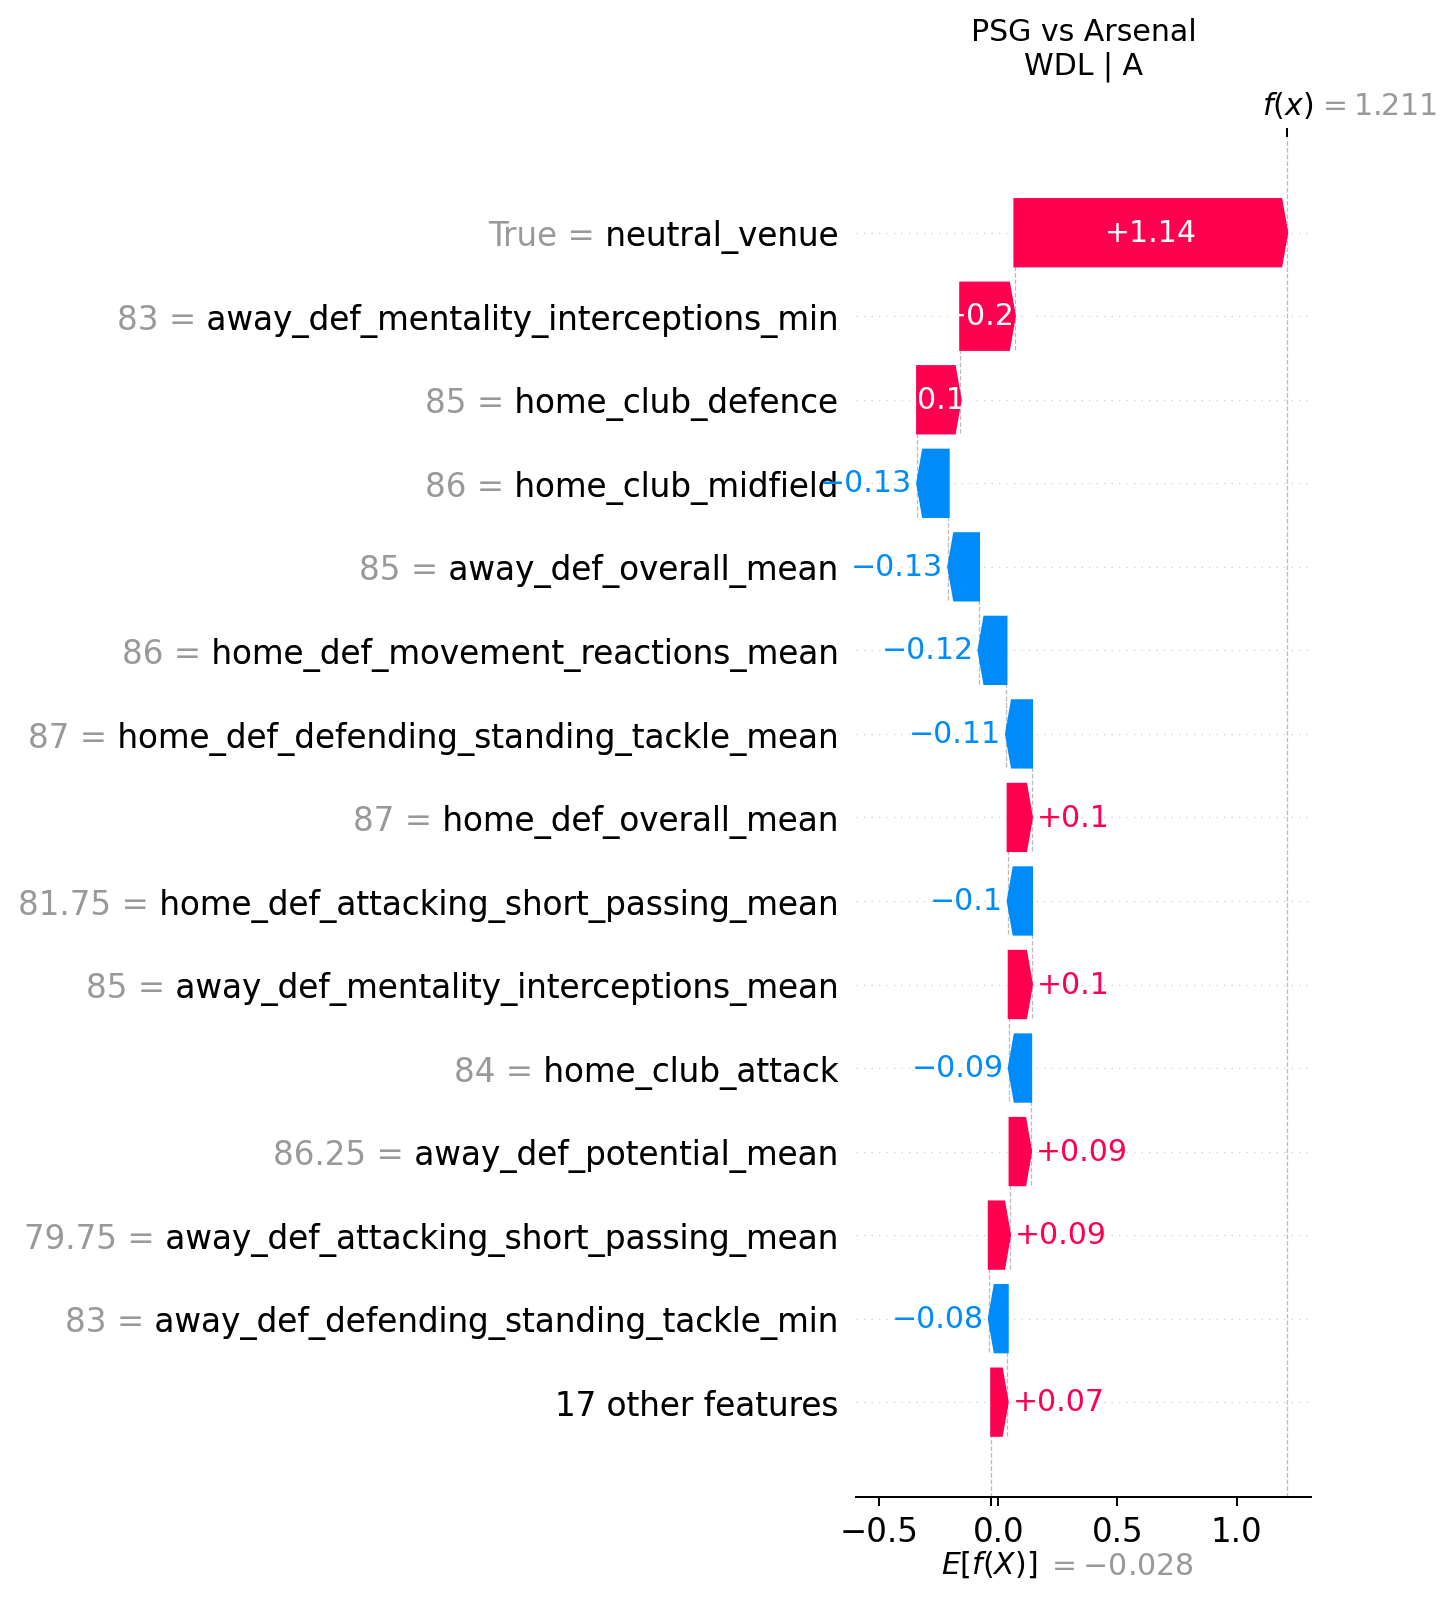 PSG vs Arsenal
WDL | A
f(x) = 1.211
True = neutral_venue
+1.14
83 = away_def_mentality_interceptions_min
0.2
85 = home_club_defence
0.1
86 = home_club_midfield
−0.13
85 = away_def_overall_mean
−0.13
86 = home_def_movement_reactions_mean
−0.12
87 = home_def_defending_standing_tackle_mean
−0.11
87 = home_def_overall_mean
+0.1
81.75 = home_def_attacking_short_passing_mean
−0.1
85 = away_def_mentality_interceptions_mean
+0.1
84 = home_club_attack
−0.09
86.25 = away_def_potential_mean
+0.09
79.75 = away_def_attacking_short_passing_mean
+0.09
83 = away_def_defending_standing_tackle_min
−0.08
17 other features
+0.07
−0.5 0.0 0.5 1.0
E[f(X)] = −0.028